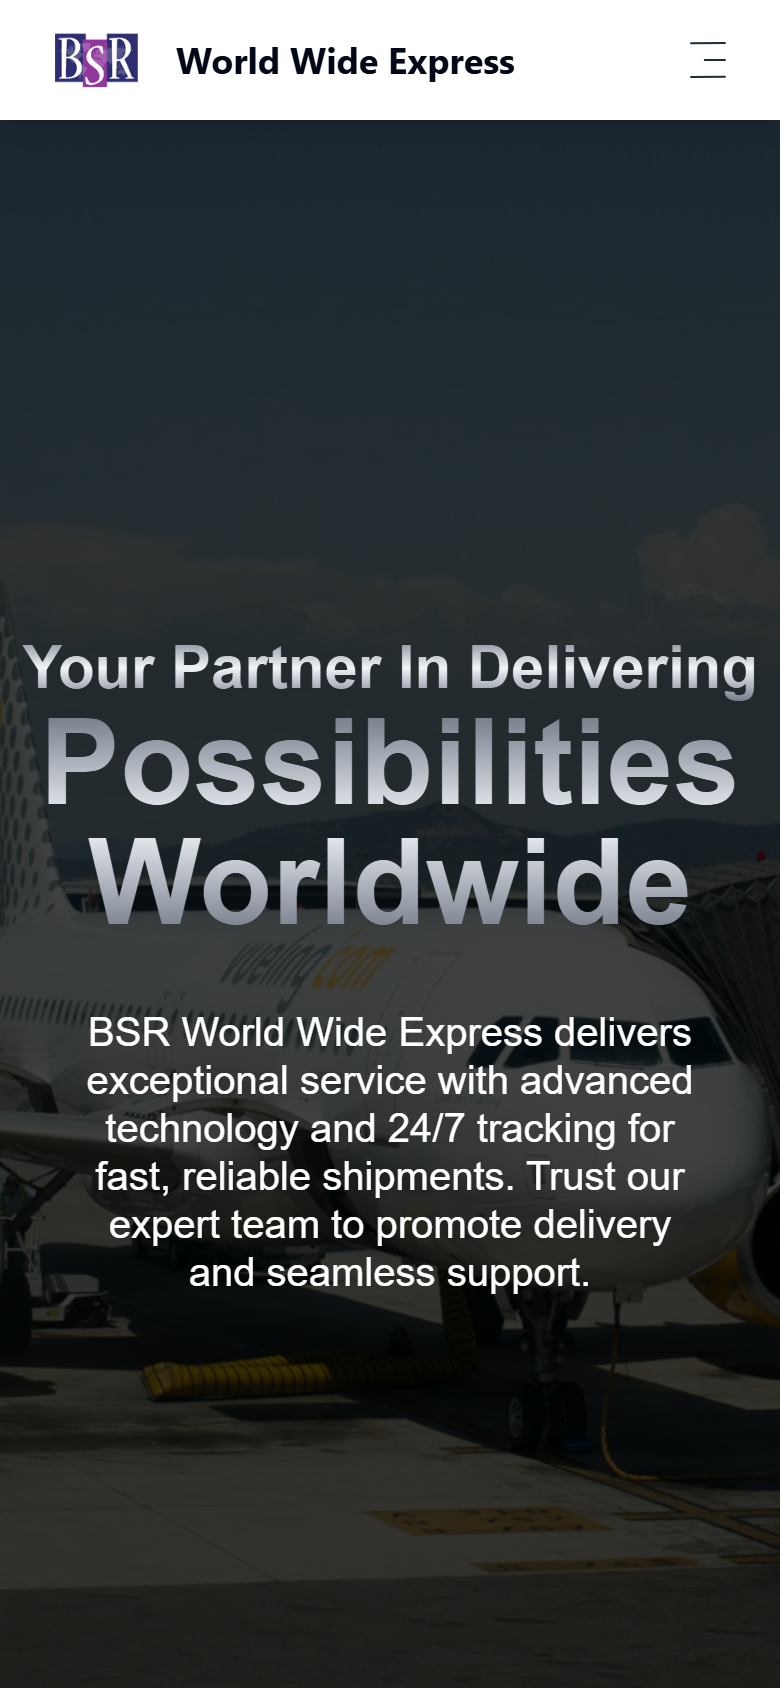 BSR World Wide Express
Your Partner In Delivering
Possibilities
Worldwide
vueling.com
BSR World Wide Express delivers
exceptional service with advanced
technology and 24/7 tracking for
fast, reliable shipments. Trust our
expert team to promote delivery
and seamless support.